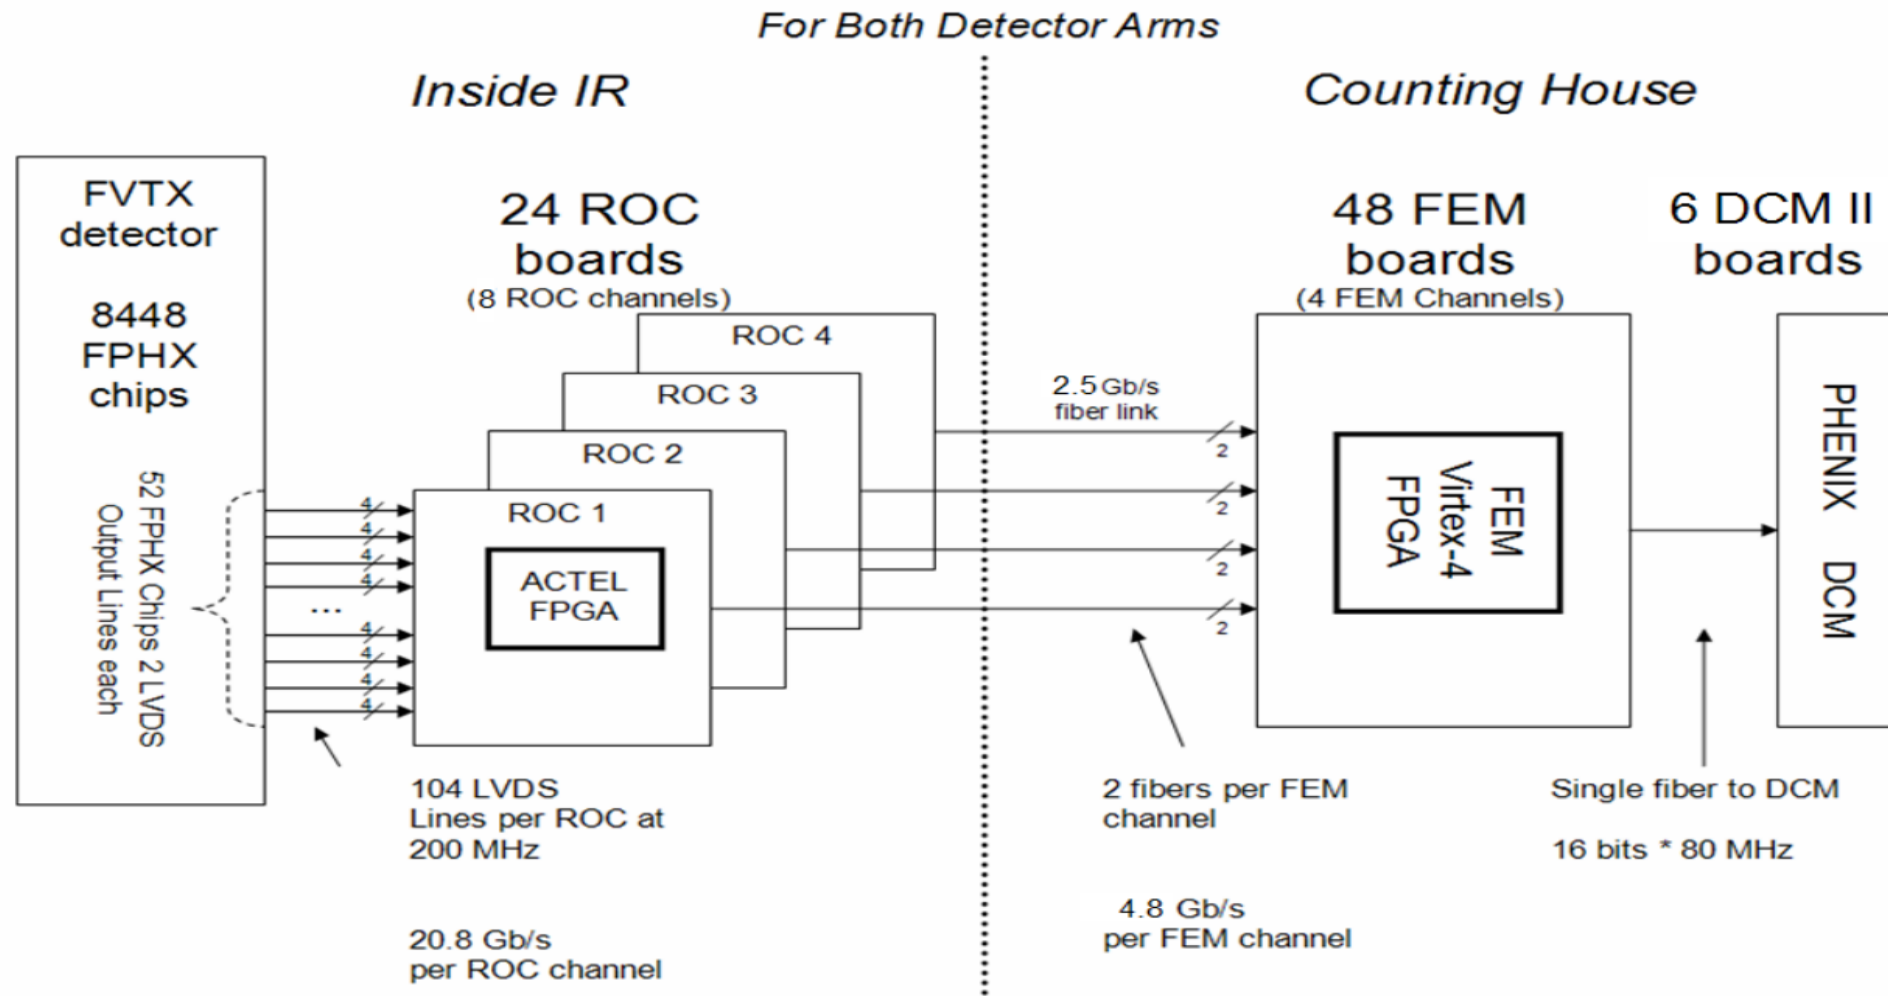 For Both Detector Arms
Inside IR
Counting House
FVTX
detector
8448
FPHX
chips
52 FPHX Chips 2 LVDS
Output Lines each
24 ROC
boards
(8 ROC channels)
ROC 4
ROC 3
ROC 2
ROC 1
ACTEL
FPGA
4
4
4
4
...
4
4
4
4
104 LVDS
Lines per ROC at
200 MHz
20.8 Gb/s
per ROC channel
2.5 Gb/s
fiber link
2
2
2
2
2 fibers per FEM
channel
4.8 Gb/s
per FEM channel
48 FEM
boards
(4 FEM Channels)
FEM
Virtex-4
FPGA
Single fiber to DCM
16 bits * 80 MHz
6 DCM II
boards
PHENIX DCM